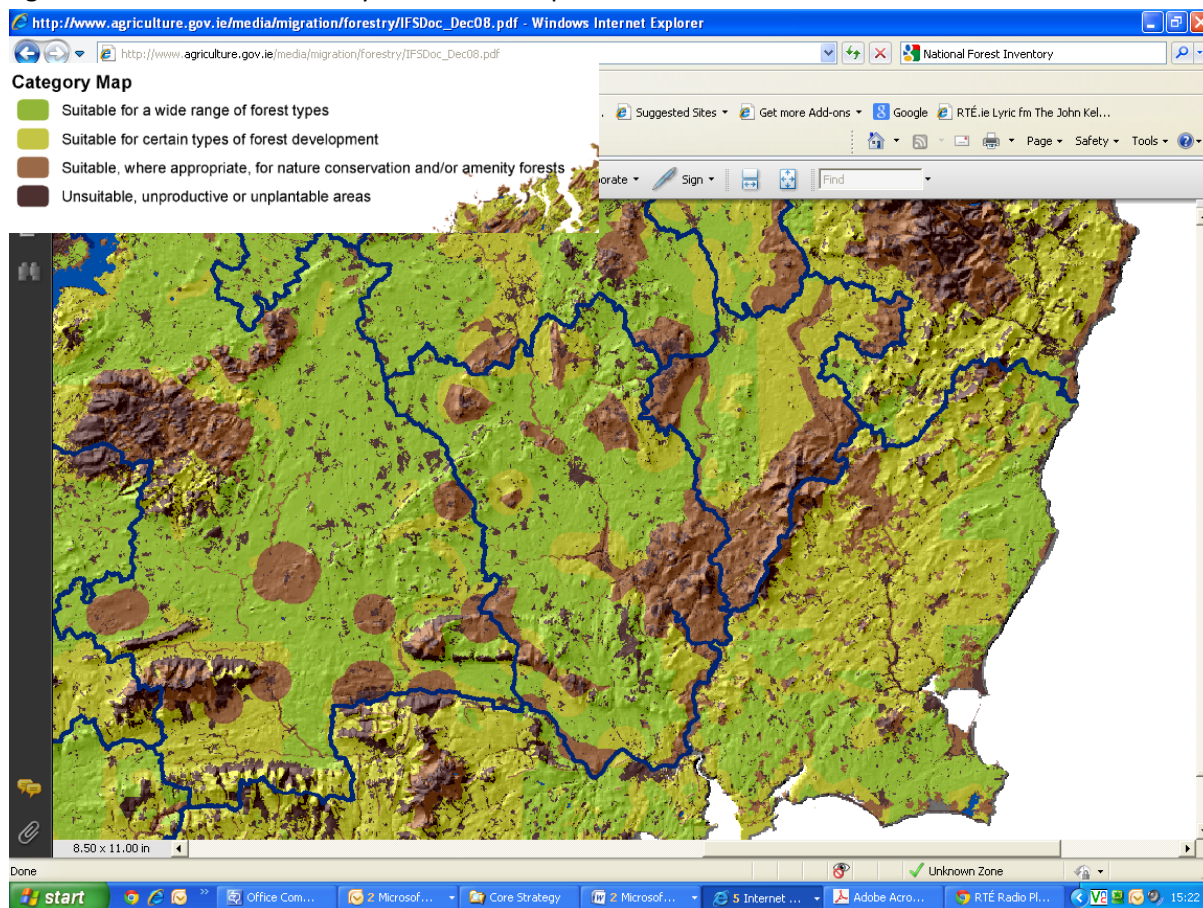 http://www.agriculture.gov.ie/media/migration/forestry/IFSDoc_Dec08.pdf - Windows Internet Explorer
http://www.agriculture.gov.ie/media/migration/forestry/IFSDoc_Dec08.pdf
National Forest Inventory
Category Map
Suitable for a wide range of forest types
Suitable for certain types of forest development
Suitable, where appropriate, for nature conservation and/or amenity forests
Unsuitable, unproductive or unplantable areas
Suggested Sites
Get more Add-ons
Google
RTÉ.ie Lyric fm The John Kel...
Page
Safety
Tools
Sign
Find
8.50 x 11.00 in
Done
Unknown Zone
start
Office Com...
2 Microsof...
Core Strategy
2 Microsof...
5 Internet ...
Adobe Acro...
RTÉ Radio Pl...
15:22